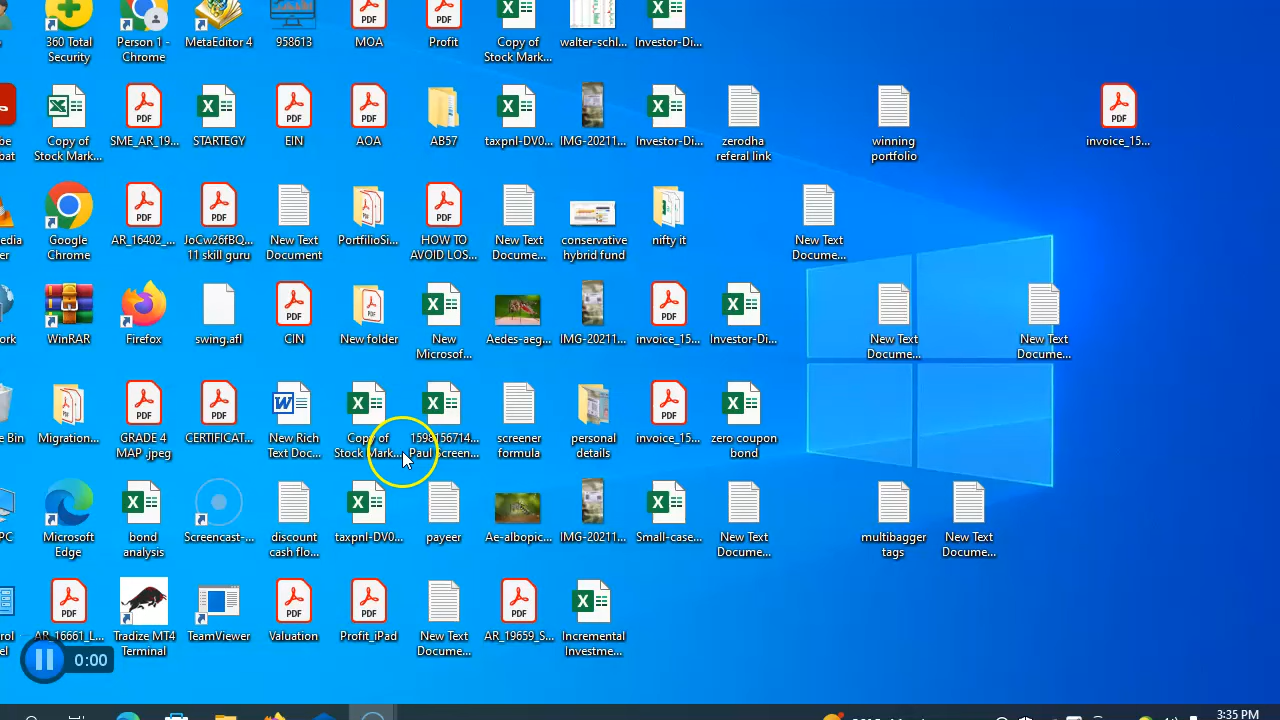 360 Total
Security
Person 1 -
Chrome
MetaEditor 4
958613
MOA
Profit
Copy of
Stock Mark...
walter-schl...
Investor-Di...
Copy of
Stock Mark...
SME_AR_19...
STARTEGY
EIN
AOA
AB57
taxpnl-DV0...
IMG-20211...
Investor-Di...
zerodha
referal link
winning
portfolio
invoice_15...
Google
Chrome
AR_16402_...
JoCw26fBQ...
11 skill guru
New Text
Document
PortfilioSi...
HOW TO
AVOID LOS...
New Text
Docume...
conservative
hybrid fund
nifty it
New Text
Docume...
WinRAR
Firefox
swing.afl
CIN
New folder
New
Microsof...
Aedes-aeg...
IMG-20211...
invoice_15...
Investor-Di...
New Text
Docume...
New Text
Docume...
Bin
Migration...
GRADE 4
MAP .jpeg
CERTIFICAT...
New Rich
Text Doc...
Copy of
Stock Mark...
1598156714...
Paul Screen...
screener
formula
personal
details
invoice_15...
zero coupon
bond
PC
Microsoft
Edge
bond
analysis
Screencast-...
discount
cash flo...
taxpnl-DV0...
payeer
Ae-albopic...
IMG-20211...
Small-case...
New Text
Docume...
multibagger
tags
New Text
Docume...
AR_16661_L...
Tradize MT4
Terminal
TeamViewer
Valuation
Profit_iPad
New Text
Docume...
AR_19659_S...
Incremental
Investme...
0:00
3:35 PM